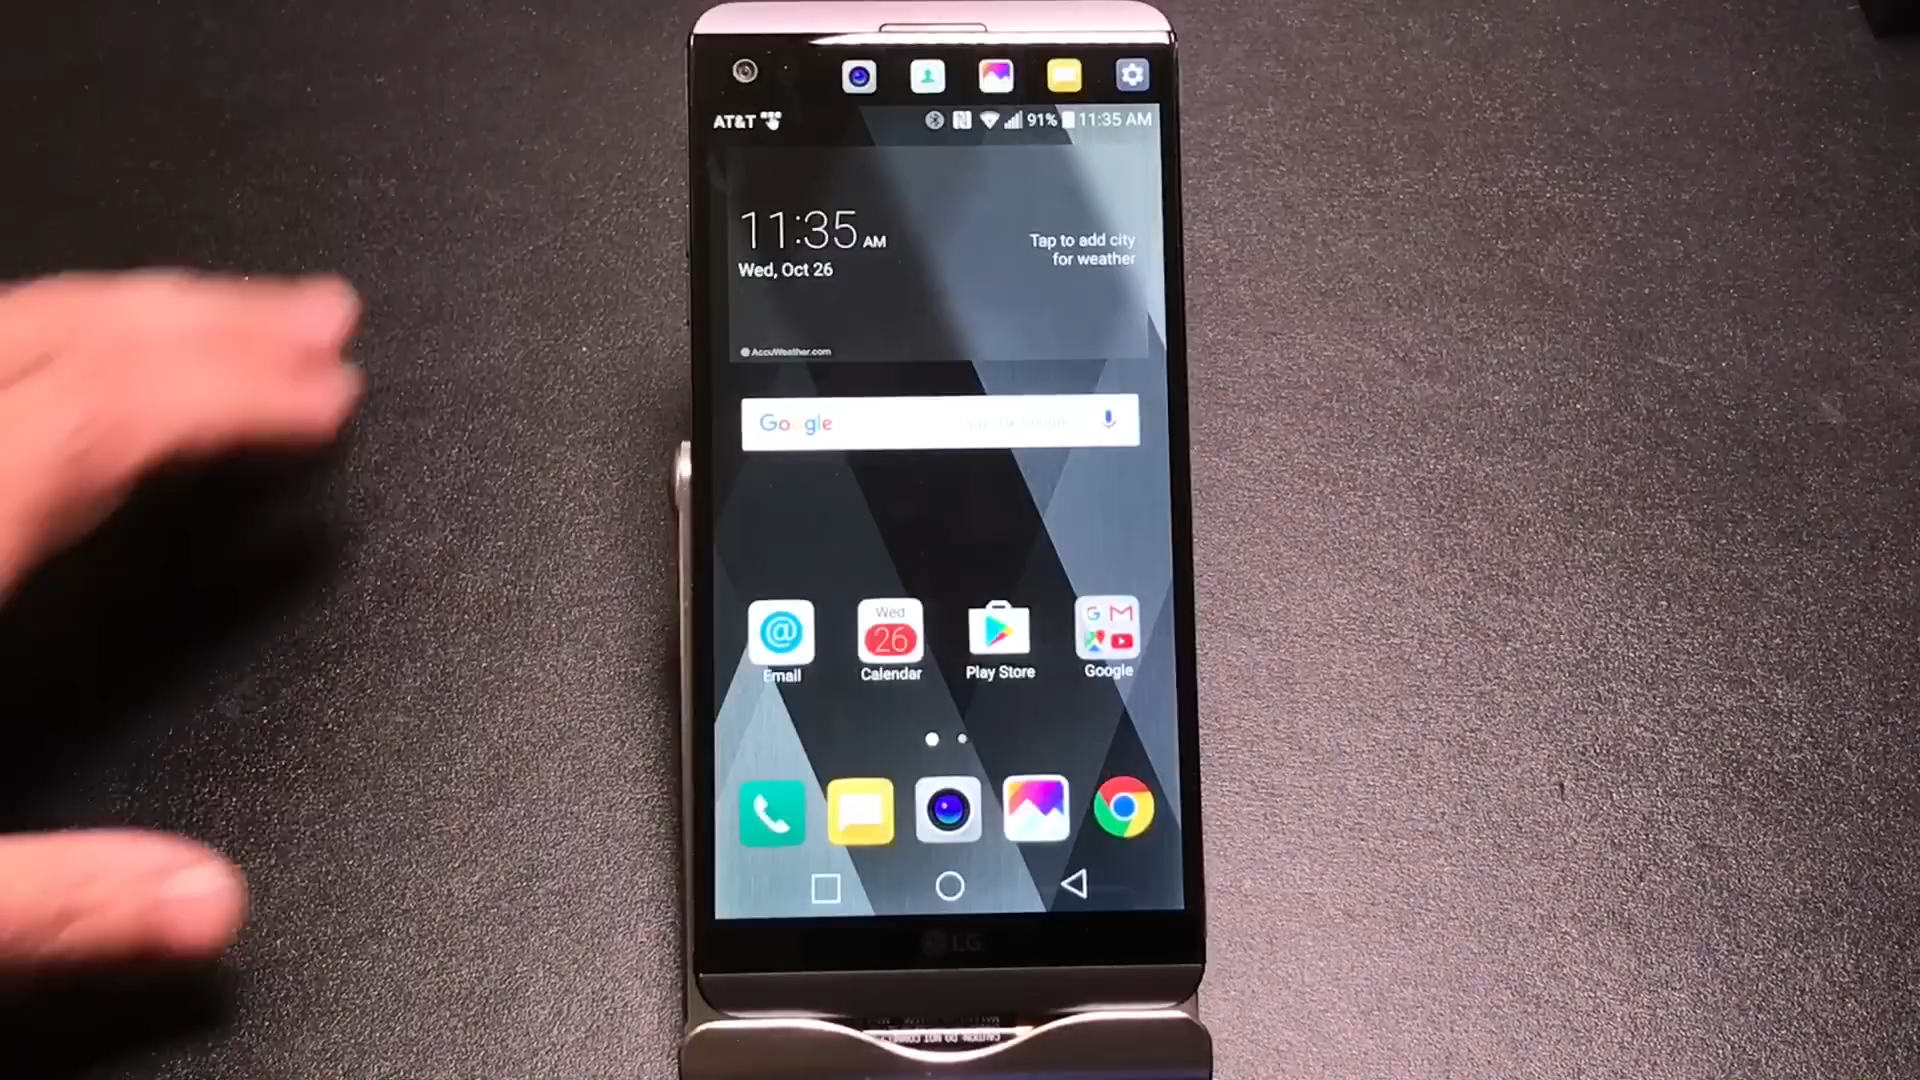 AT&T 91% 11:35 AM
11:35 AM
Tap to add city
for weather
Wed, Oct 26
AccuWeather.com
Google
Wed
26
G M
Email Calendar Play Store Google
LG